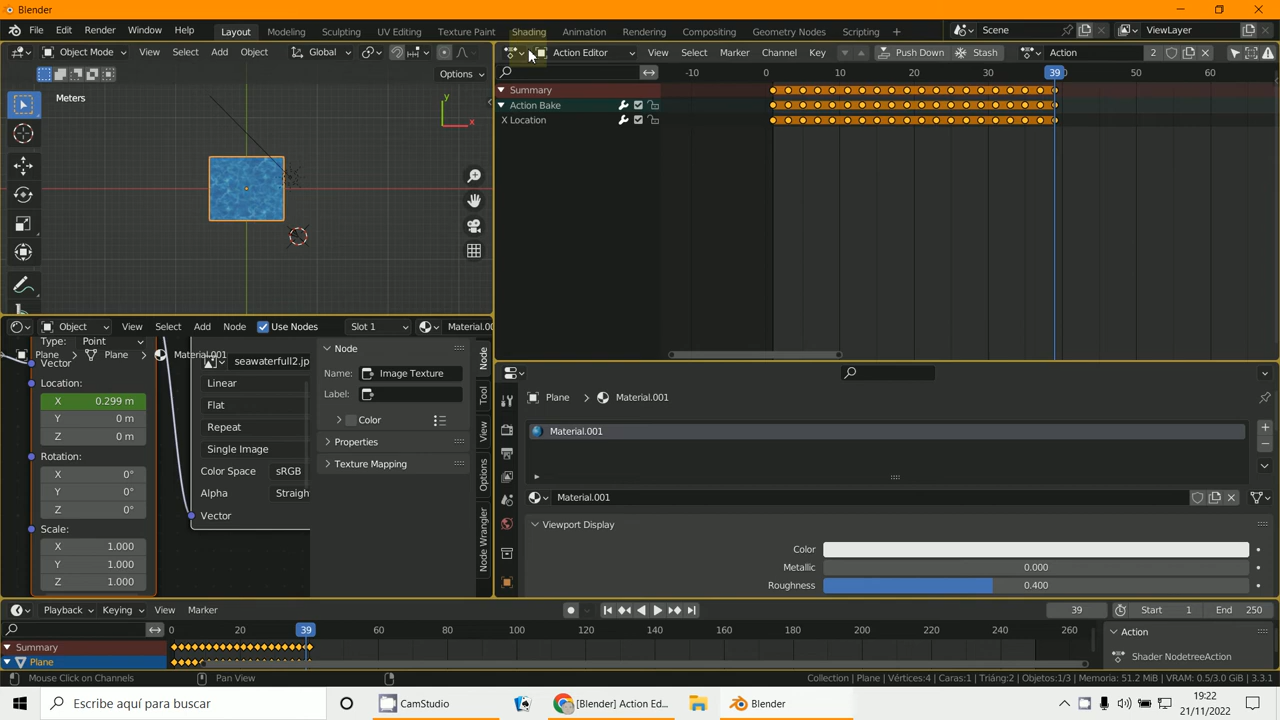 Blender
File Edit Render Window Help Layout Modeling Sculpting UV Editing Texture Paint Shading Animation Rendering Compositing Geometry Nodes Scripting Scene ViewLayer
Object Mode View Select Add Object Global
Options
Meters
y
x
Action Editor View Select Marker Channel Key Push Down Stash Action 2
-10 0 10 20 30 39 50 60
Summary
Action Bake
X Location
Object View Select Add Node Use Nodes Slot 1 Material.00
Type: Point
Plane Plane Material.001
Vector
Location:
X 0.299 m
Y 0 m
Z 0 m
Rotation:
X 0°
Y 0°
Z 0°
Scale:
X 1.000
Y 1.000
Z 1.000
seawaterfull2.jp
Linear
Flat
Repeat
Single Image
Color Space sRGB
Alpha Straigh
Vector
Node
Name: Image Texture
Label:
Color
Properties
Texture Mapping
Node
Tool
View
Options
Node Wrangler
Plane Material.001
Material.001
Material.001
Viewport Display
Color
Metallic 0.000
Roughness 0.400
Playback Keying View Marker 39 Start 1 End 250
0 20 39 60 80 100 120 140 160 180 200 220 240 260
Summary
Plane
Action
Shader NodetreeAction
Mouse Click on Channels Pan View Collection | Plane | Vértices:4 | Caras:1 | Triáng:2 | Objetos:1/3 | Memoria: 51.2 MiB | VRAM: 0.5/3.0 GiB | 3.3.1
Escribe aquí para buscar CamStudio [Blender] Action Ed... Blender
19:22
21/11/2022